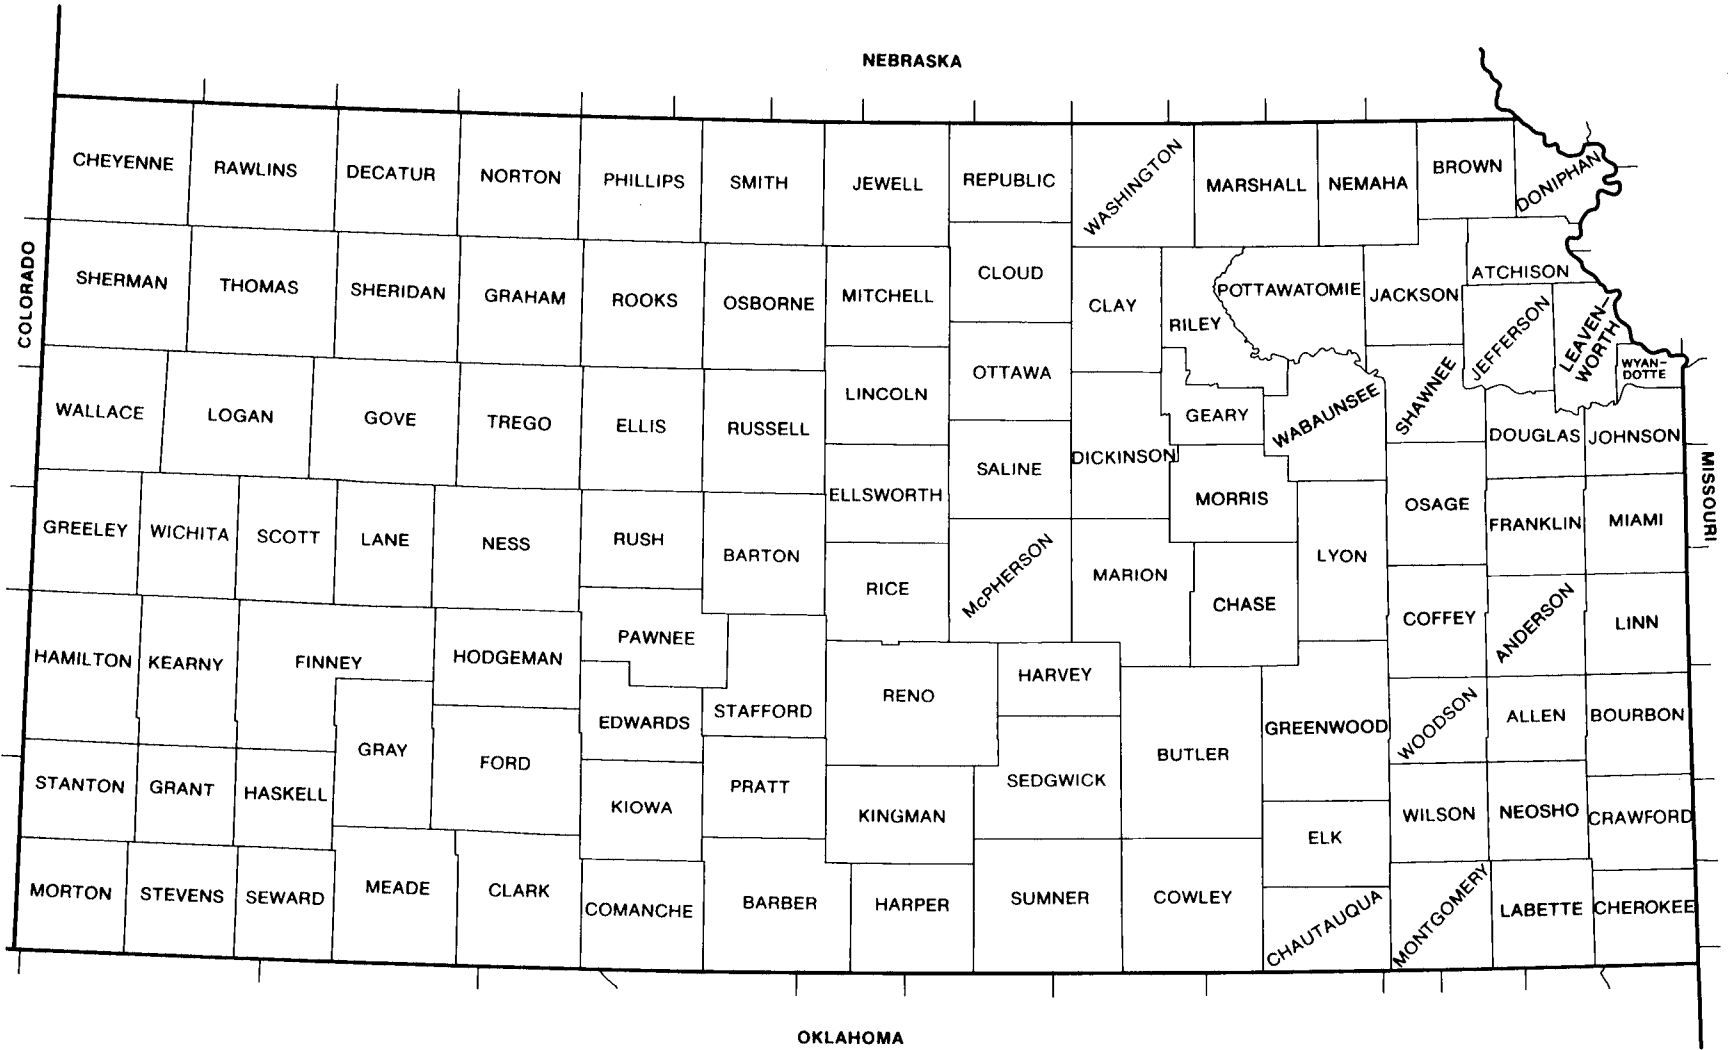 NEBRASKA
CHEYENNE
RAWLINS
DECATUR
NORTON
PHILLIPS
SMITH
JEWELL
REPUBLIC
WASHINGTON
MARSHALL
NEMAHA
BROWN
DONIPHAN
COLORADO
SHERMAN
THOMAS
SHERIDAN
GRAHAM
ROOKS
OSBORNE
MITCHELL
CLOUD
CLAY
RILEY
POTTAWATOMIE
JACKSON
ATCHISON
JEFFERSON
LEAVEN-
WORTH
WYAN-
DOTTE
WALLACE
LOGAN
GOVE
TREGO
ELLIS
RUSSELL
LINCOLN
OTTAWA
SALINE
DICKINSON
GEARY
WABAUNSEE
SHAWNEE
DOUGLAS
JOHNSON
MISSOURI
GREELEY
WICHITA
SCOTT
LANE
NESS
RUSH
BARTON
ELLSWORTH
RICE
McPHERSON
MARION
MORRIS
CHASE
LYON
OSAGE
FRANKLIN
MIAMI
HAMILTON
KEARNY
FINNEY
HODGEMAN
PAWNEE
EDWARDS
STAFFORD
RENO
HARVEY
COFFEY
ANDERSON
LINN
STANTON
GRANT
HASKELL
GRAY
FORD
KIOWA
PRATT
KINGMAN
SEDGWICK
BUTLER
GREENWOOD
WOODSON
ALLEN
BOURBON
ELK
WILSON
NEOSHO
CRAWFORD
MORTON
STEVENS
SEWARD
MEADE
CLARK
COMANCHE
BARBER
HARPER
SUMNER
COWLEY
CHAUTAUQUA
MONTGOMERY
LABETTE
CHEROKEE
OKLAHOMA